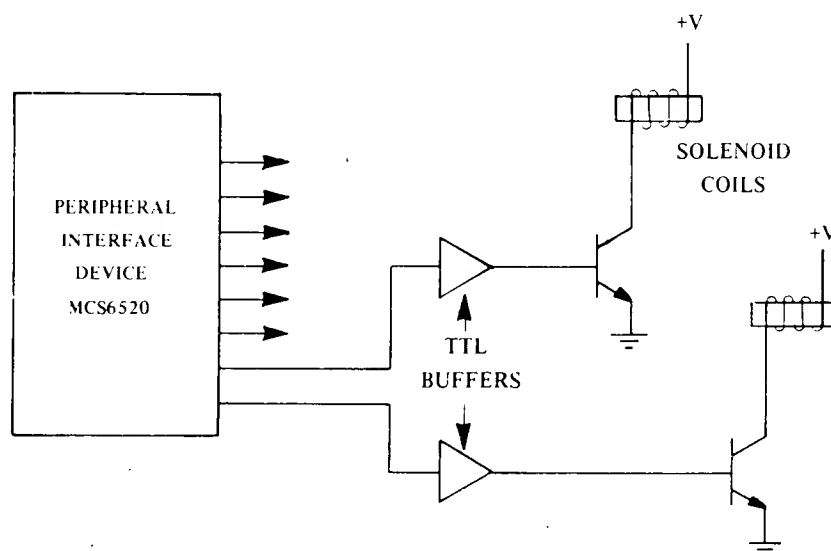 +V
SOLENOID
COILS
PERIPHERAL
INTERFACE
DEVICE
MCS6520
+V
TTL
BUFFERS